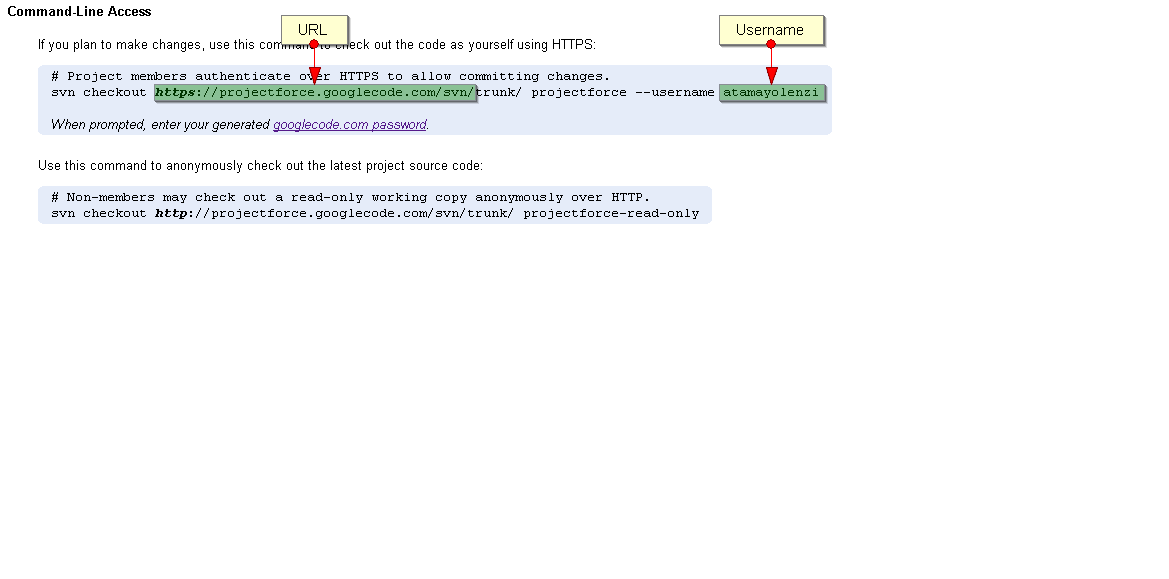 Command-Line Access
URL
Username
If you plan to make changes, use this command to check out the code as yourself using HTTPS:
# Project members authenticate over HTTPS to allow committing changes.
svn checkout https://projectforce.googlecode.com/svn/trunk/ projectforce --username atamayolenzi
When prompted, enter your generated googlecode.com password.
Use this command to anonymously check out the latest project source code:
# Non-members may check out a read-only working copy anonymously over HTTP.
svn checkout http://projectforce.googlecode.com/svn/trunk/ projectforce-read-only